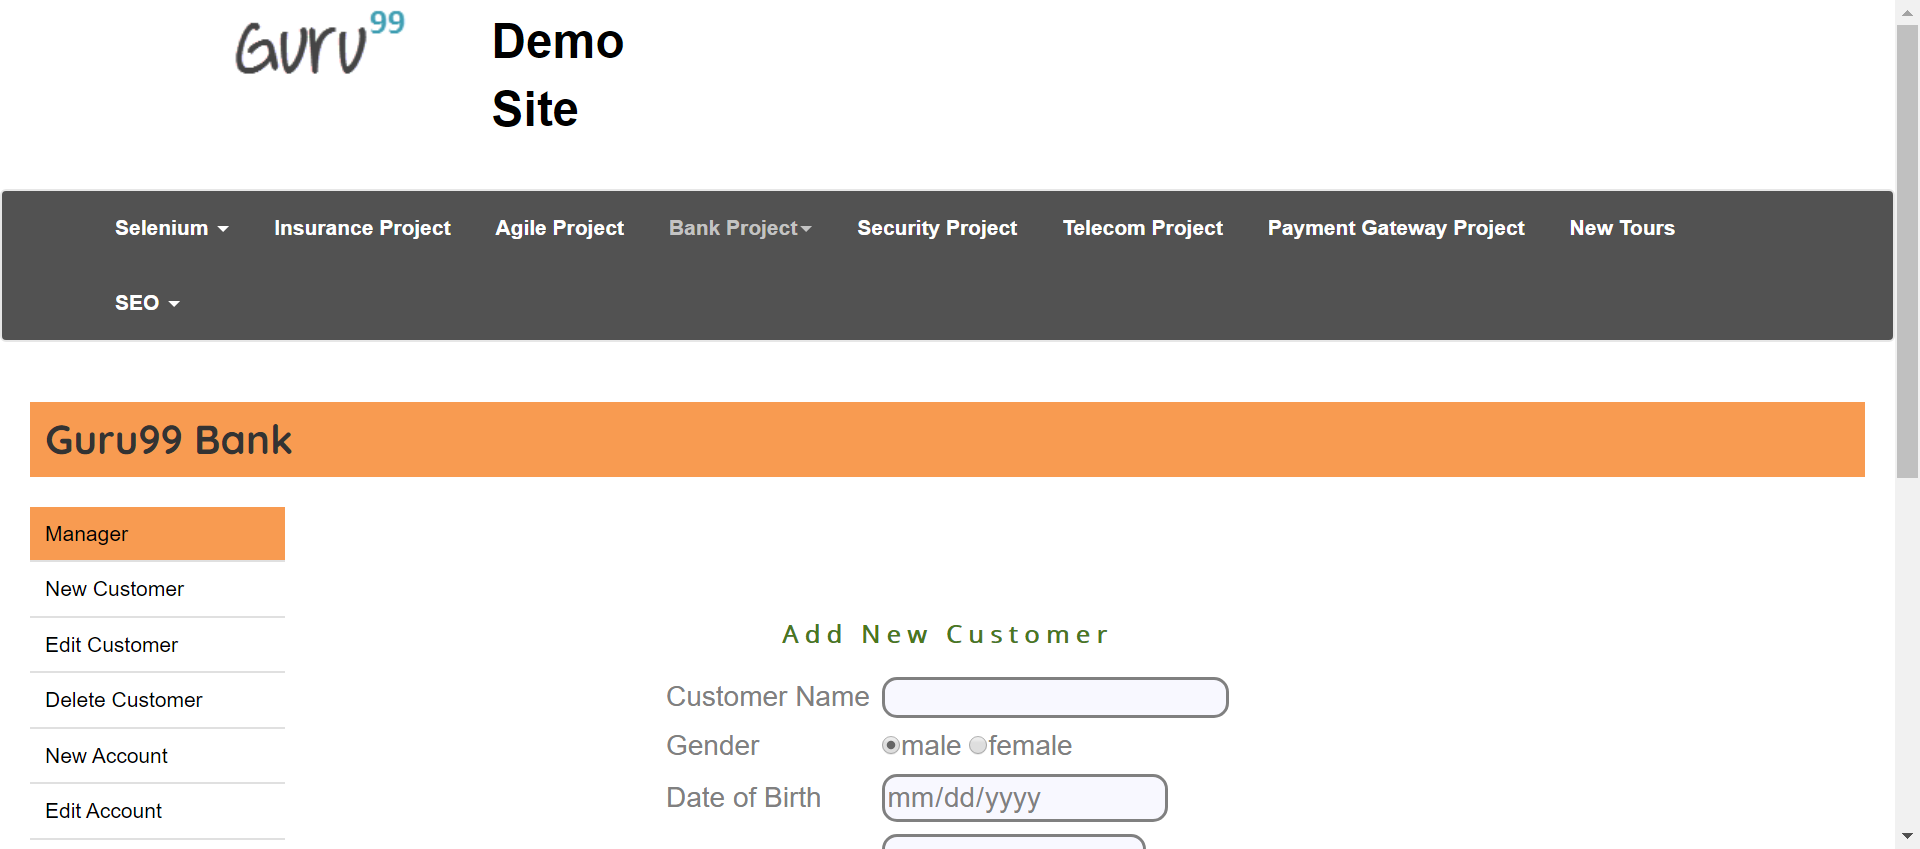 Guru99
Demo
Site
Selenium Insurance Project Agile Project Bank Project Security Project Telecom Project Payment Gateway Project New Tours
SEO
Guru99 Bank
Manager
New Customer
Edit Customer
Delete Customer
New Account
Edit Account
Add New Customer
Customer Name
Gender male female
Date of Birth mm/dd/yyyy